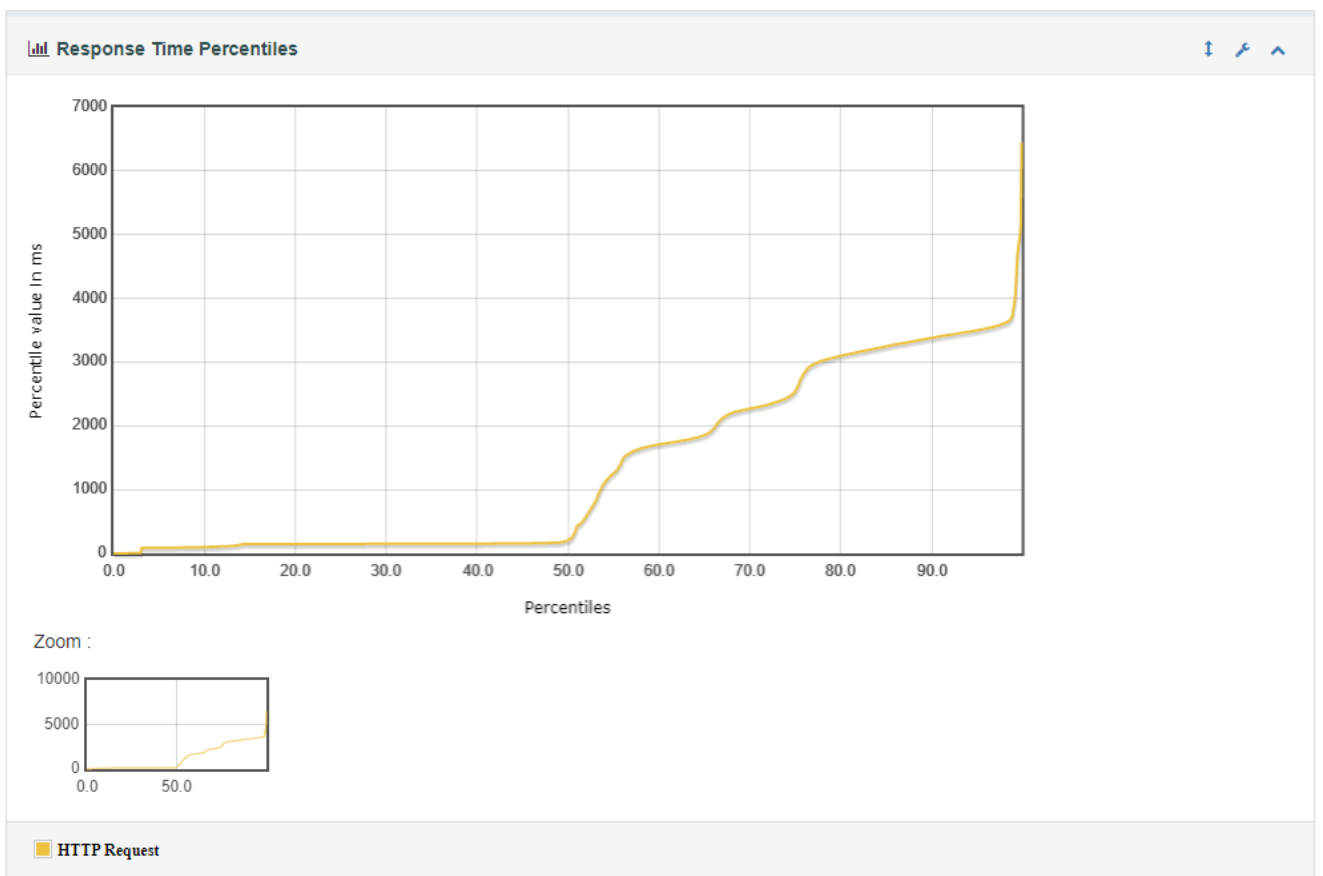 Response Time Percentiles
7000
6000
5000
4000
3000
2000
1000
0
Percentile value In ms
0.0 10.0 20.0 30.0 40.0 50.0 60.0 70.0 80.0 90.0
Percentiles
Zoom :
10000
5000
0
0.0 50.0
HTTP Request